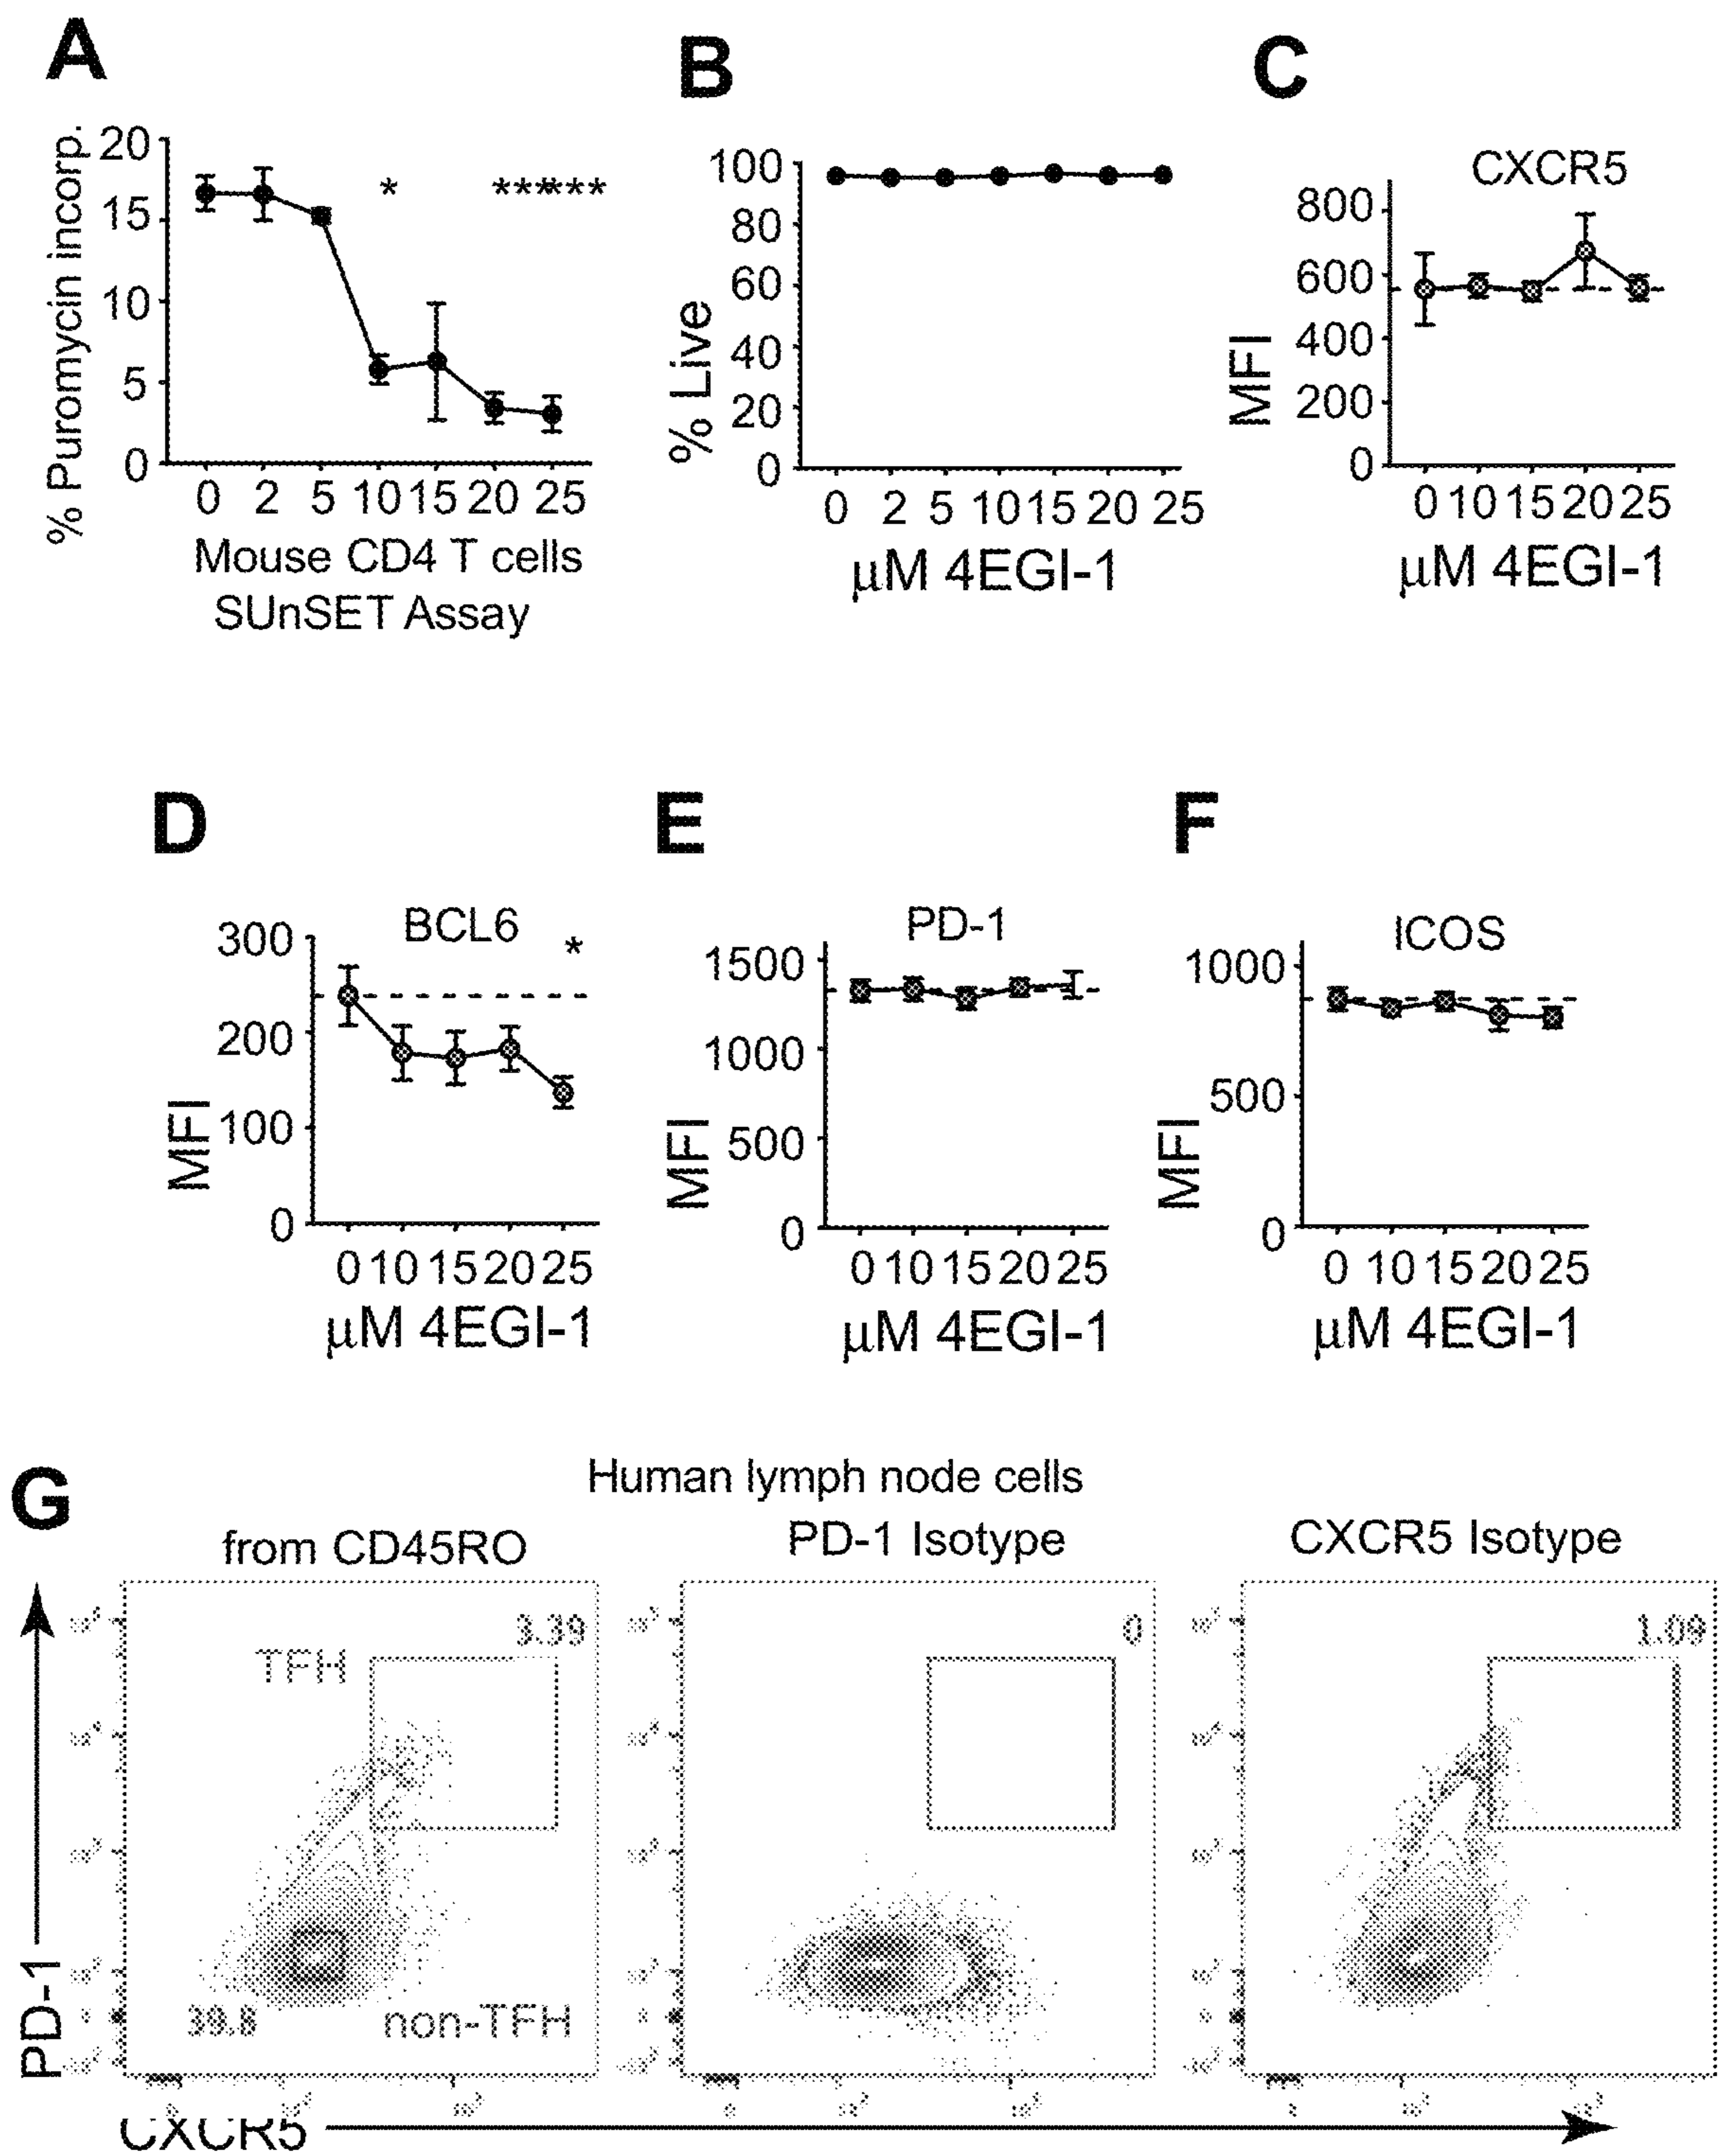 A
% Puromycin incorp.
20
15
10
5
0
*
******
0 2 5 10 15 20 25
Mouse CD4 T cells
SUnSET Assay
B
% Live
100
80
60
40
20
0
0 2 5 10 15 20 25
µM 4EGI-1
C
CXCR5
MFI
800
600
400
200
0
0 10 15 20 25
µM 4EGI-1
D
BCL6
*
MFI
300
200
100
0
0 10 15 20 25
µM 4EGI-1
E
PD-1
MFI
1500
1000
500
0
0 10 15 20 25
µM 4EGI-1
F
ICOS
MFI
1000
500
0
0 10 15 20 25
µM 4EGI-1
G
Human lymph node cells
from CD45RO
PD-1 Isotype
CXCR5 Isotype
3.39
TFH
39.8
non-TFH
0
1.09
PD-1
CXCR5